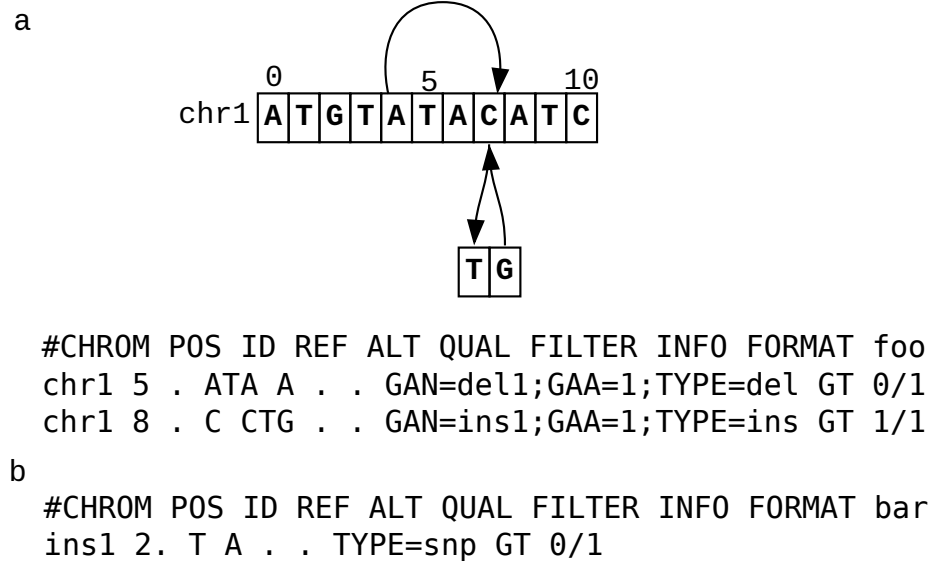 a
0 5 10
chr1 A T G T A T A C A T C
T G
#CHROM POS ID REF ALT QUAL FILTER INFO FORMAT foo
chr1 5 . ATA A . . GAN=del1;GAA=1;TYPE=del GT 0/1
chr1 8 . C CTG . . GAN=ins1;GAA=1;TYPE=ins GT 1/1
b
#CHROM POS ID REF ALT QUAL FILTER INFO FORMAT bar
ins1 2. T A . . TYPE=snp GT 0/1